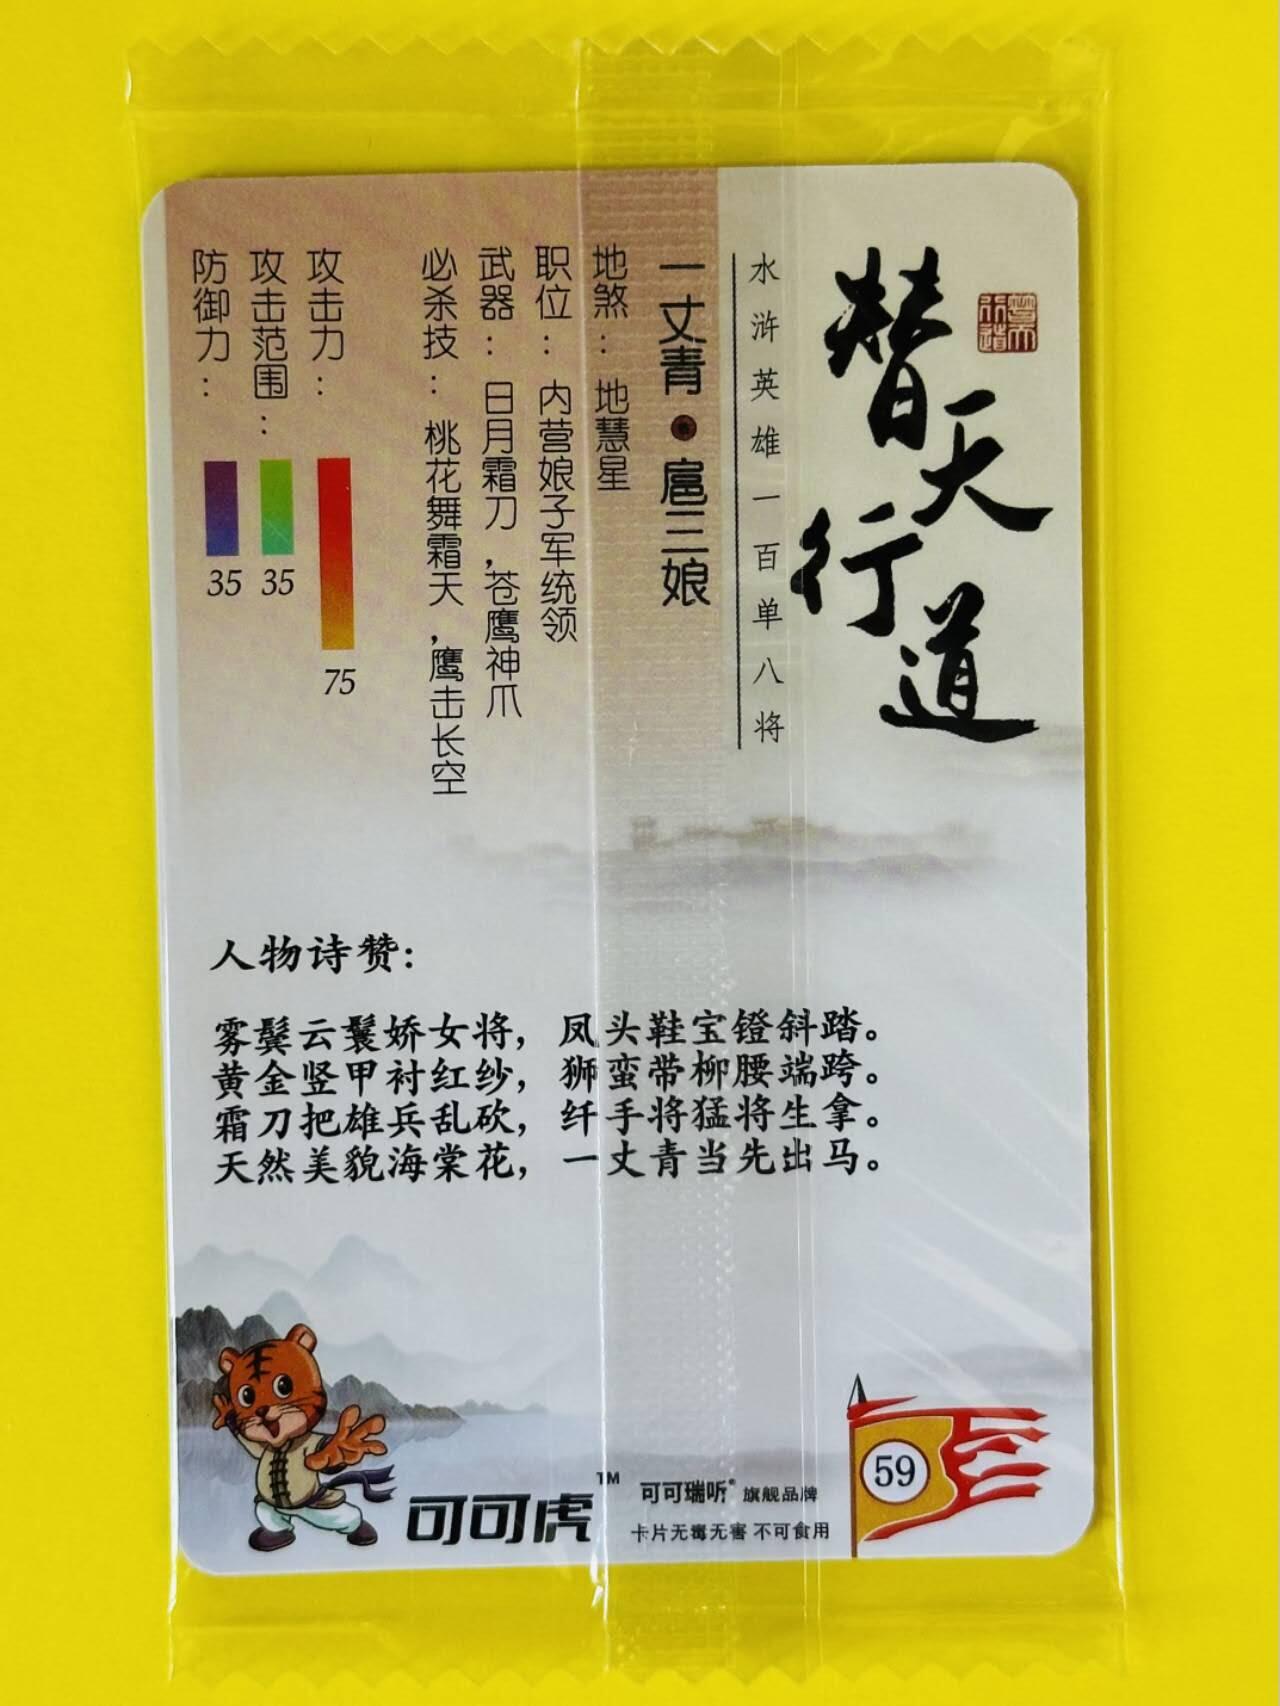 替天行道
替天行道
水浒英雄一百单八将
一丈青·扈三娘
地煞：地慧星
职位：内营娘子军统领
武器：日月霜刀，苍鹰神爪
必杀技：桃花舞霜天，鹰击长空
攻击力：
75
攻击范围：
35
防御力：
35
人物诗赞：
雾鬓云鬟娇女将，凤头鞋宝镫斜踏。
黄金竖甲衬红纱，狮蛮带柳腰端跨。
霜刀把雄兵乱砍，纤手将猛将生拿。
天然美貌海棠花，一丈青当先出马。
可可虎™
可可瑞听® 旗舰品牌
卡片无毒无害 不可食用
59